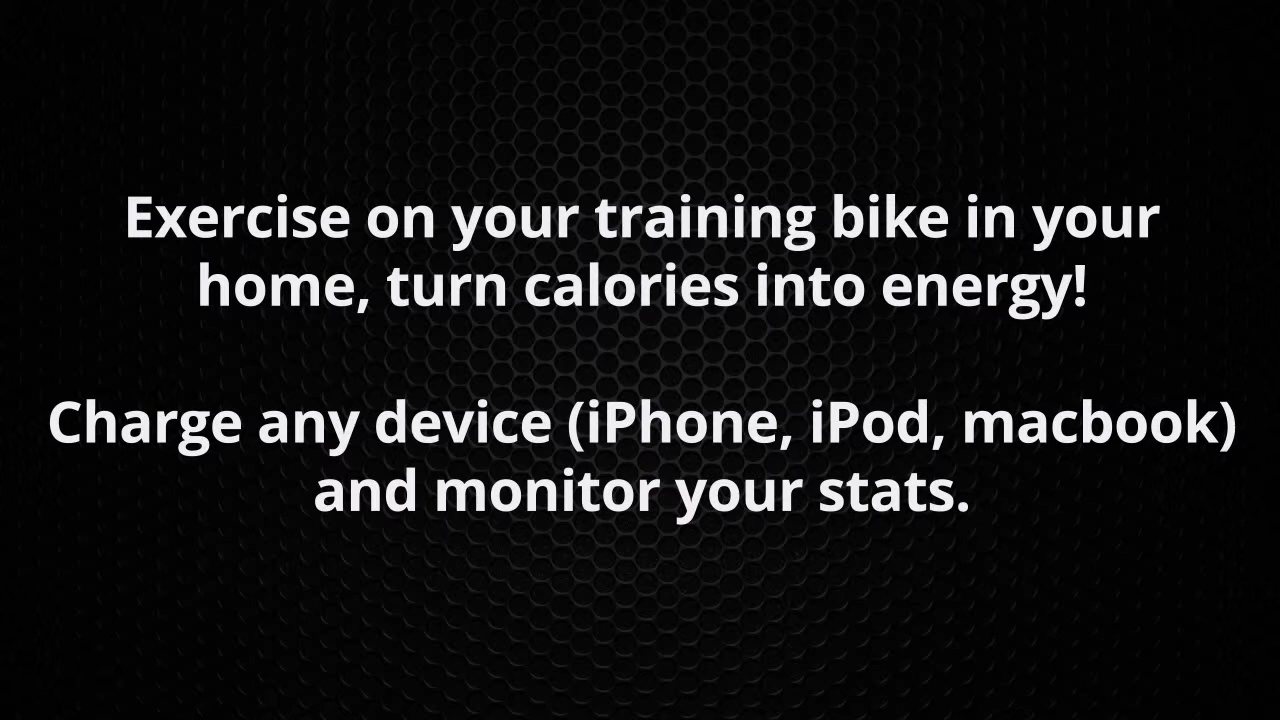 Exercise on your training bike in your
home, turn calories into energy!
Charge any device (iPhone, iPod, macbook)
and monitor your stats.